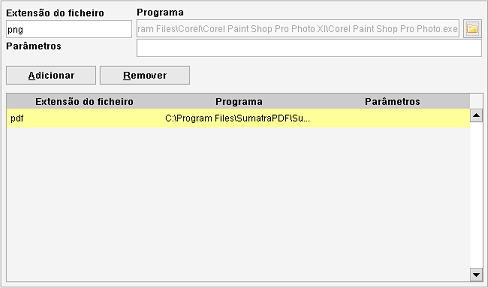 Extensão do ficheiro Programa
png ram Files\Corel\Corel Paint Shop Pro Photo XI\Corel Paint Shop Pro Photo.exe
Parâmetros
Adicionar Remover
Extensão do ficheiro Programa Parâmetros
pdf C:\Program Files\SumatraPDF\Su...